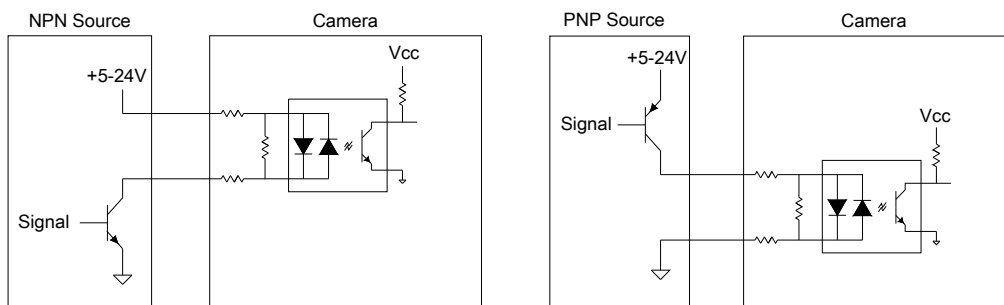 NPN Source
Camera
+5-24V
Vcc
Signal
PNP Source
Camera
+5-24V
Signal
Vcc